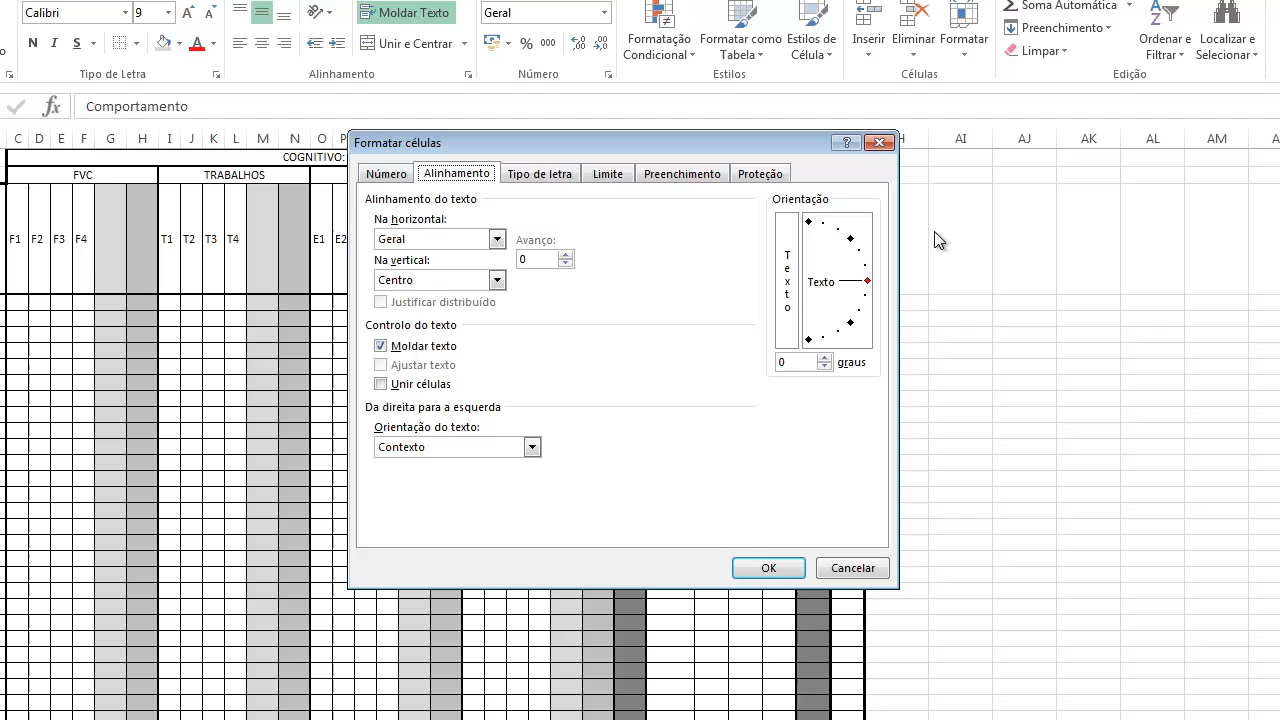 Calibri 9 Moldar Texto Geral Soma Automática
N I S Unir e Centrar % 000 Formatação Condicional Formatar como Tabela Estilos de Célula Inserir Eliminar Formatar Preenchimento Ordenar e Filtrar Localizar e Selecionar
Limpar
Tipo de Letra Alinhamento Número Estilos Células Edição
fx Comportamento
C D E F G H I J K L M N O AI AJ AK AL AM
COGNITIVO:
FVC TRABALHOS
F1 F2 F3 F4 T1 T2 T3 T4 E1 E2
Formatar células
Número Alinhamento Tipo de letra Limite Preenchimento Proteção
Alinhamento do texto
Na horizontal:
Geral
Avanço:
0
Na vertical:
Centro
Justificar distribuído
Controlo do texto
Moldar texto
Ajustar texto
Unir células
Da direita para a esquerda
Orientação do texto:
Contexto
Orientação
Texto
Texto
0 graus
OK Cancelar